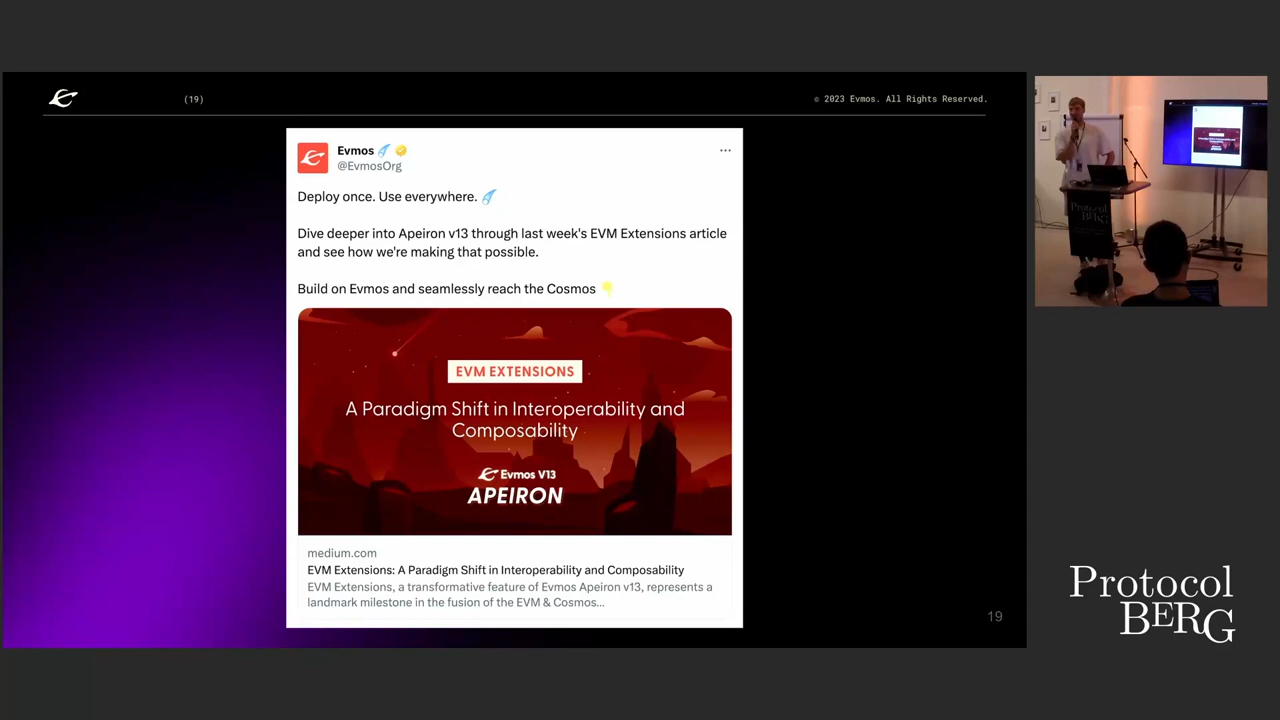 (19)
© 2023 Evmos. All Rights Reserved.
Evmos
@EvmosOrg
Deploy once. Use everywhere.
Dive deeper into Apeiron v13 through last week's EVM Extensions article
and see how we're making that possible.
Build on Evmos and seamlessly reach the Cosmos
EVM EXTENSIONS
A Paradigm Shift in Interoperability and
Composability
Evmos V13
APEIRON
medium.com
EVM Extensions: A Paradigm Shift in Interoperability and Composability
EVM Extensions, a transformative feature of Evmos Apeiron v13, represents a
landmark milestone in the fusion of the EVM & Cosmos...
19
Protocol
BERG
Protocol
BERG